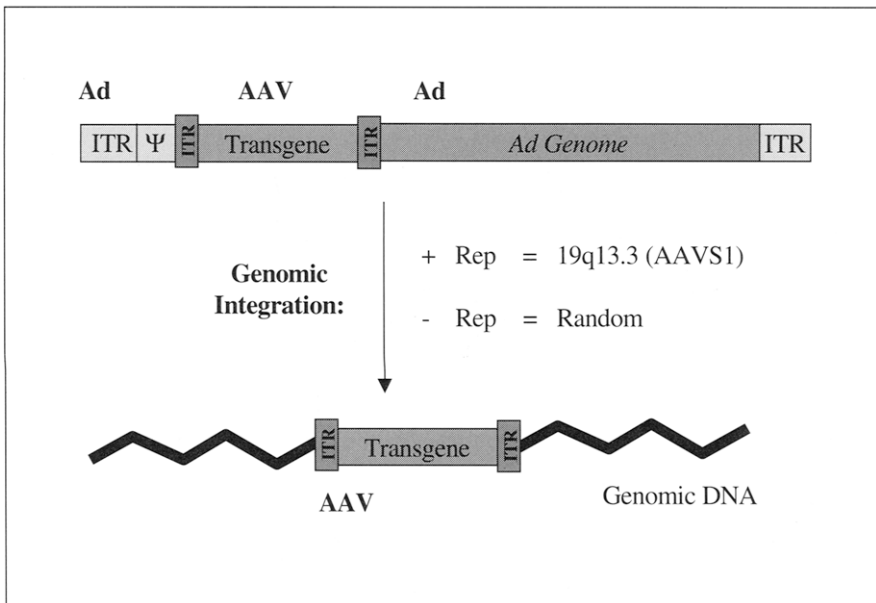 Ad AAV Ad
ITR Ψ ITR Transgene ITR Ad Genome ITR
Genomic
Integration:
+ Rep = 19q13.3 (AAVS1)
- Rep = Random
ITR Transgene ITR
AAV
Genomic DNA